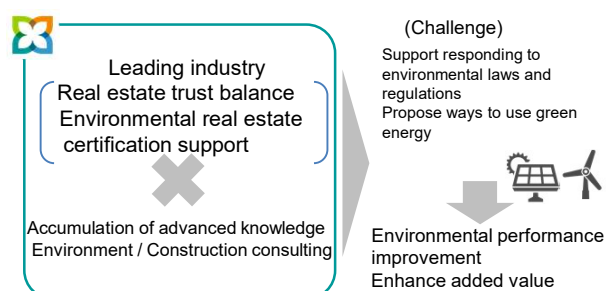 Leading industry
Real estate trust balance
Environmental real estate
certification support
Accumulation of advanced knowledge
Environment / Construction consulting
(Challenge)
Support responding to
environmental laws and
regulations
Propose ways to use green
energy
Environmental performance
improvement
Enhance added value